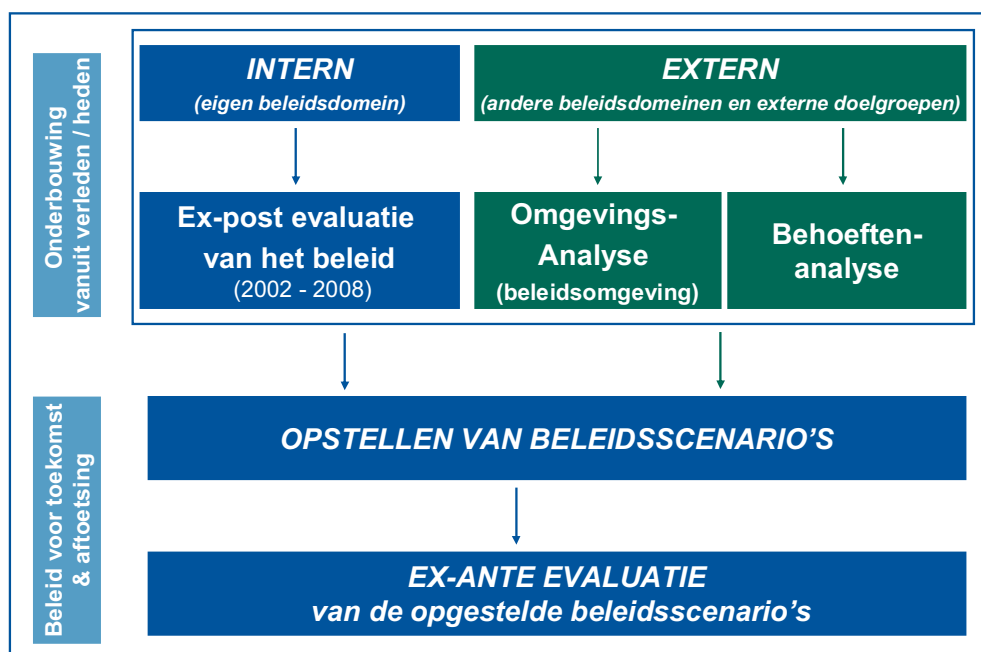 Onderbouwing
vanuit verleden / heden
INTERN
(eigen beleidsdomein)
EXTERN
(andere beleidsdomeinen en externe doelgroepen)
Ex-post evaluatie
van het beleid
(2002 - 2008)
Omgevings-
Analyse
(beleidsomgeving)
Behoeften-
analyse
Beleid voor toekomst
& aftoetsing
OPSTELLEN VAN BELEIDSSCENARIO’S
EX-ANTE EVALUATIE
van de opgestelde beleidsscenario’s